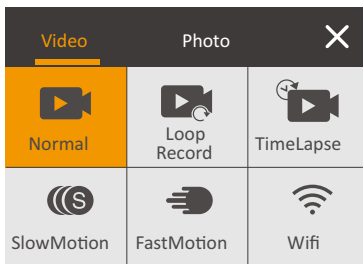 Video Photo
Normal
Loop
Record
TimeLapse
S
SlowMotion FastMotion Wifi